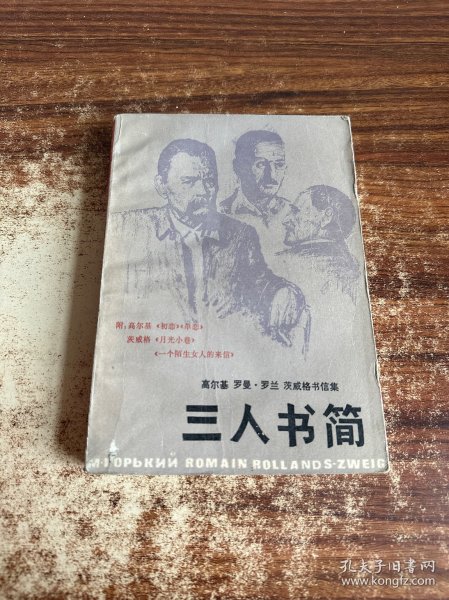 附：高尔基《初恋》《单恋》
茨威格《月光小巷》
《一个陌生女人的来信》
高尔基 罗曼·罗兰 茨威格书信集
三人书简
М·ГОРЬКИЙ ROMAIN ROLLAND S·ZWEIG
孔夫子旧书网
www.kongfz.com